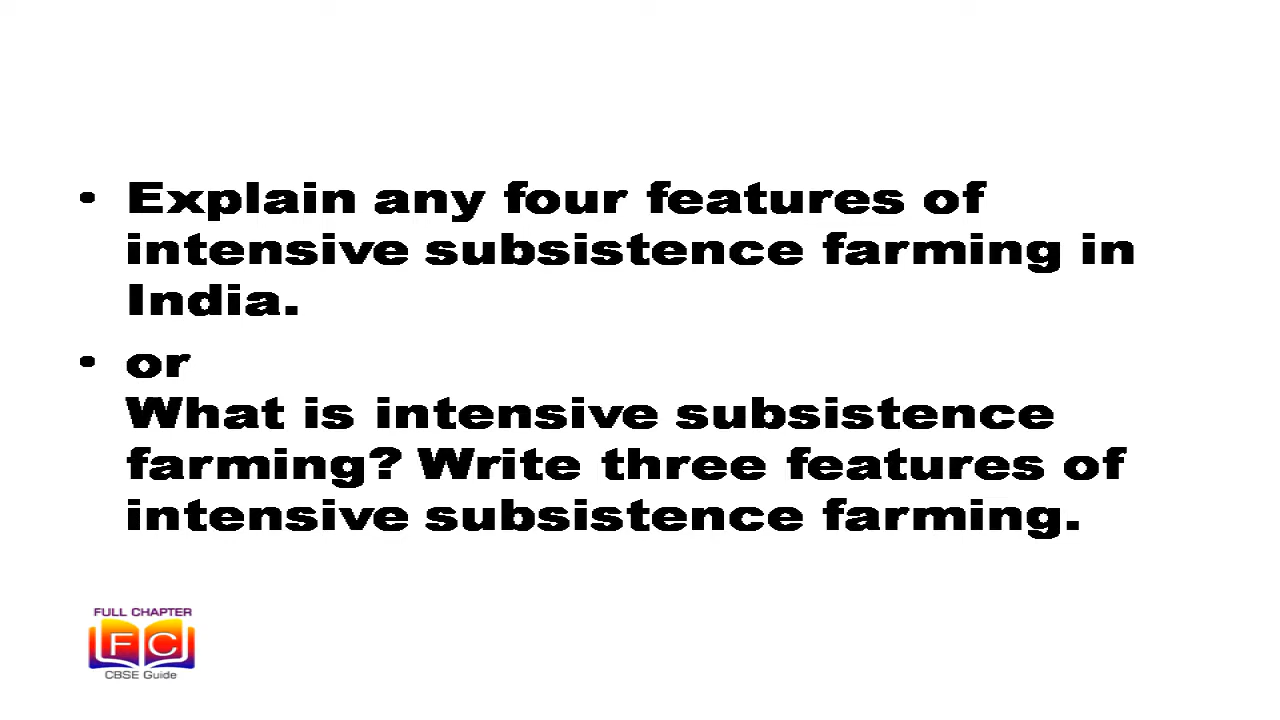 • Explain any four features of
intensive subsistence farming in
India.
• or
What is intensive subsistence
farming? Write three features of
intensive subsistence farming.
FULL CHAPTER
FC
CBSE Guide